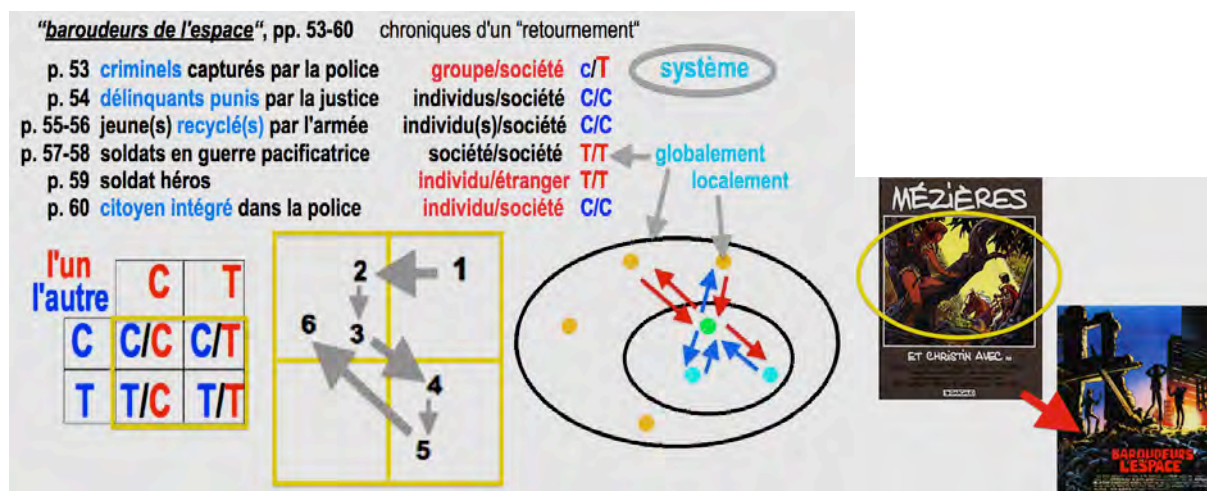 "baroudeurs de l'espace", pp. 53-60 chroniques d'un "retournement"
p. 53 criminels capturés par la police groupe/société c/T système
p. 54 délinquants punis par la justice individus/société C/C
p. 55-56 jeune(s) recyclé(s) par l'armée individu(s)/société C/C
p. 57-58 soldats en guerre pacificatrice société/société T/T globalement
p. 59 soldat héros individu/étranger T/T localement
p. 60 citoyen intégré dans la police individu/société C/C
l'un
l'autre
C T
C C/C C/T
T T/C T/T
2 1
6 3
4
5
MÉZIÈRES
ET CHRISTIN AVEC
DARGAUD
BAROUDEURS
L'ESPACE